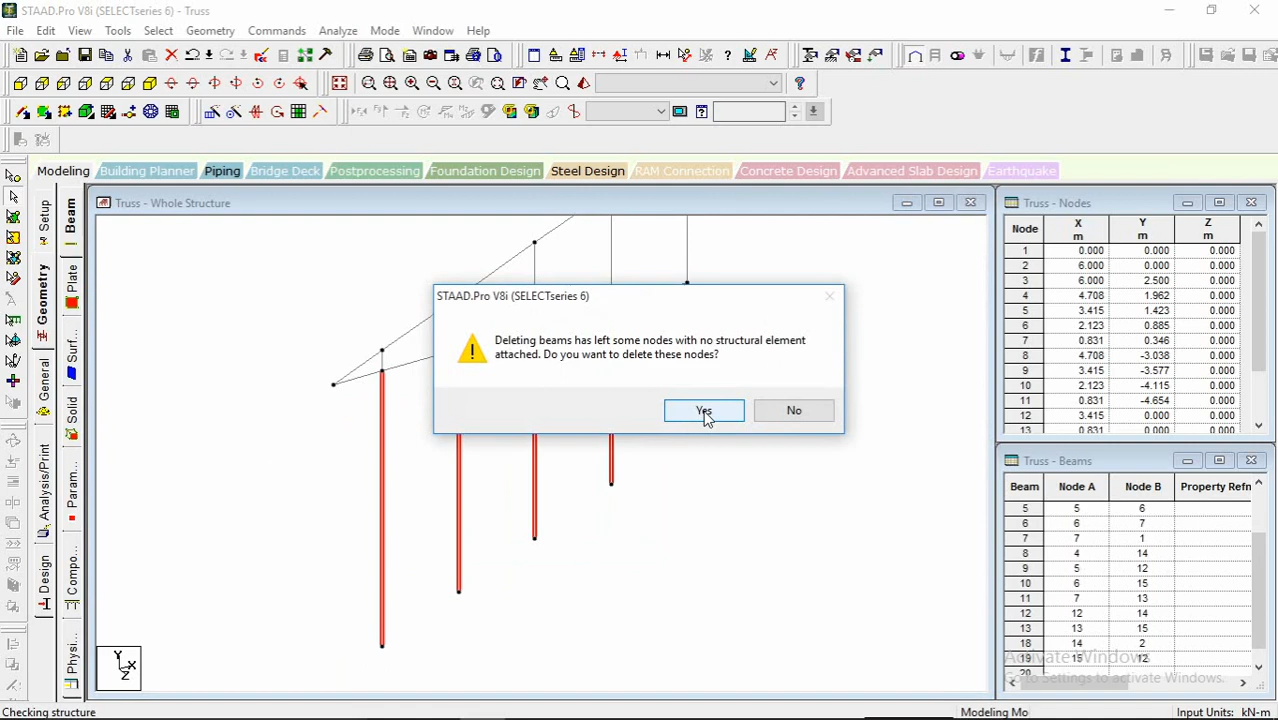 STAAD.Pro V8i (SELECTseries 6) - Truss
File Edit View Tools Select Geometry Commands Analyze Mode Window Help
Modeling Building Planner Piping Bridge Deck Postprocessing Foundation Design Steel Design RAM Connection Concrete Design Advanced Slab Design Earthquake
Setup
Geometry
General
Analysis/Print
Design
Beam
Plate
Surf...
Solid
Param...
Compo...
Physi...
Truss - Whole Structure
STAAD.Pro V8i (SELECTseries 6)
Deleting beams has left some nodes with no structural element
attached. Do you want to delete these nodes?
Yes No
Y
X
Z
Truss - Nodes
Node X m Y m Z m
1 0.000 0.000 0.000
2 6.000 0.000 0.000
3 6.000 2.500 0.000
4 4.708 1.962 0.000
5 3.415 1.423 0.000
6 2.123 0.885 0.000
7 0.831 0.346 0.000
8 4.708 -3.038 0.000
9 3.415 -3.577 0.000
10 2.123 -4.115 0.000
11 0.831 -4.654 0.000
12 3.415 0.000 0.000
13 0.831 0.000 0.000
Truss - Beams
Beam Node A Node B Property Refn
5 5 6
6 6 7
7 7 1
8 4 14
9 5 12
10 6 15
11 7 13
12 12 14
13 13 15
18 14 2
19 15 12
20
Activate Windows
Go to Settings to activate Windows.
Checking structure Modeling Mo Input Units: kN-m